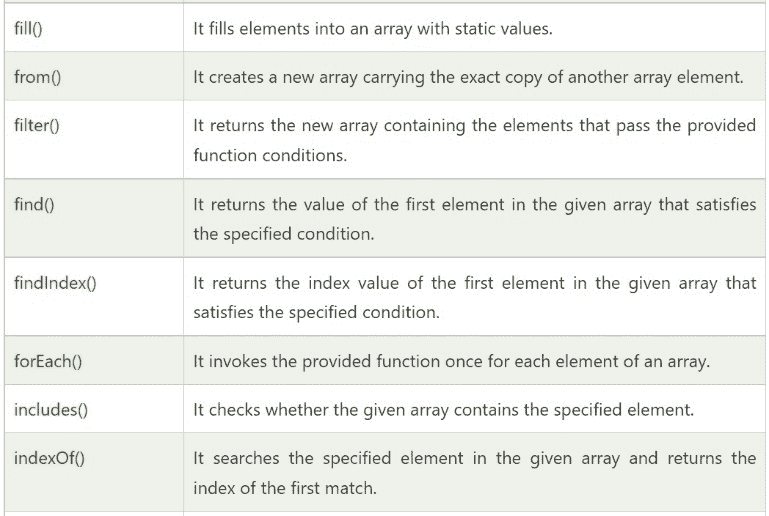 fill() It fills elements into an array with static values.
from() It creates a new array carrying the exact copy of another array element.
filter() It returns the new array containing the elements that pass the provided
function conditions.
find() It returns the value of the first element in the given array that satisfies
the specified condition.
findIndex() It returns the index value of the first element in the given array that
satisfies the specified condition.
forEach() It invokes the provided function once for each element of an array.
includes() It checks whether the given array contains the specified element.
indexOf() It searches the specified element in the given array and returns the
index of the first match.